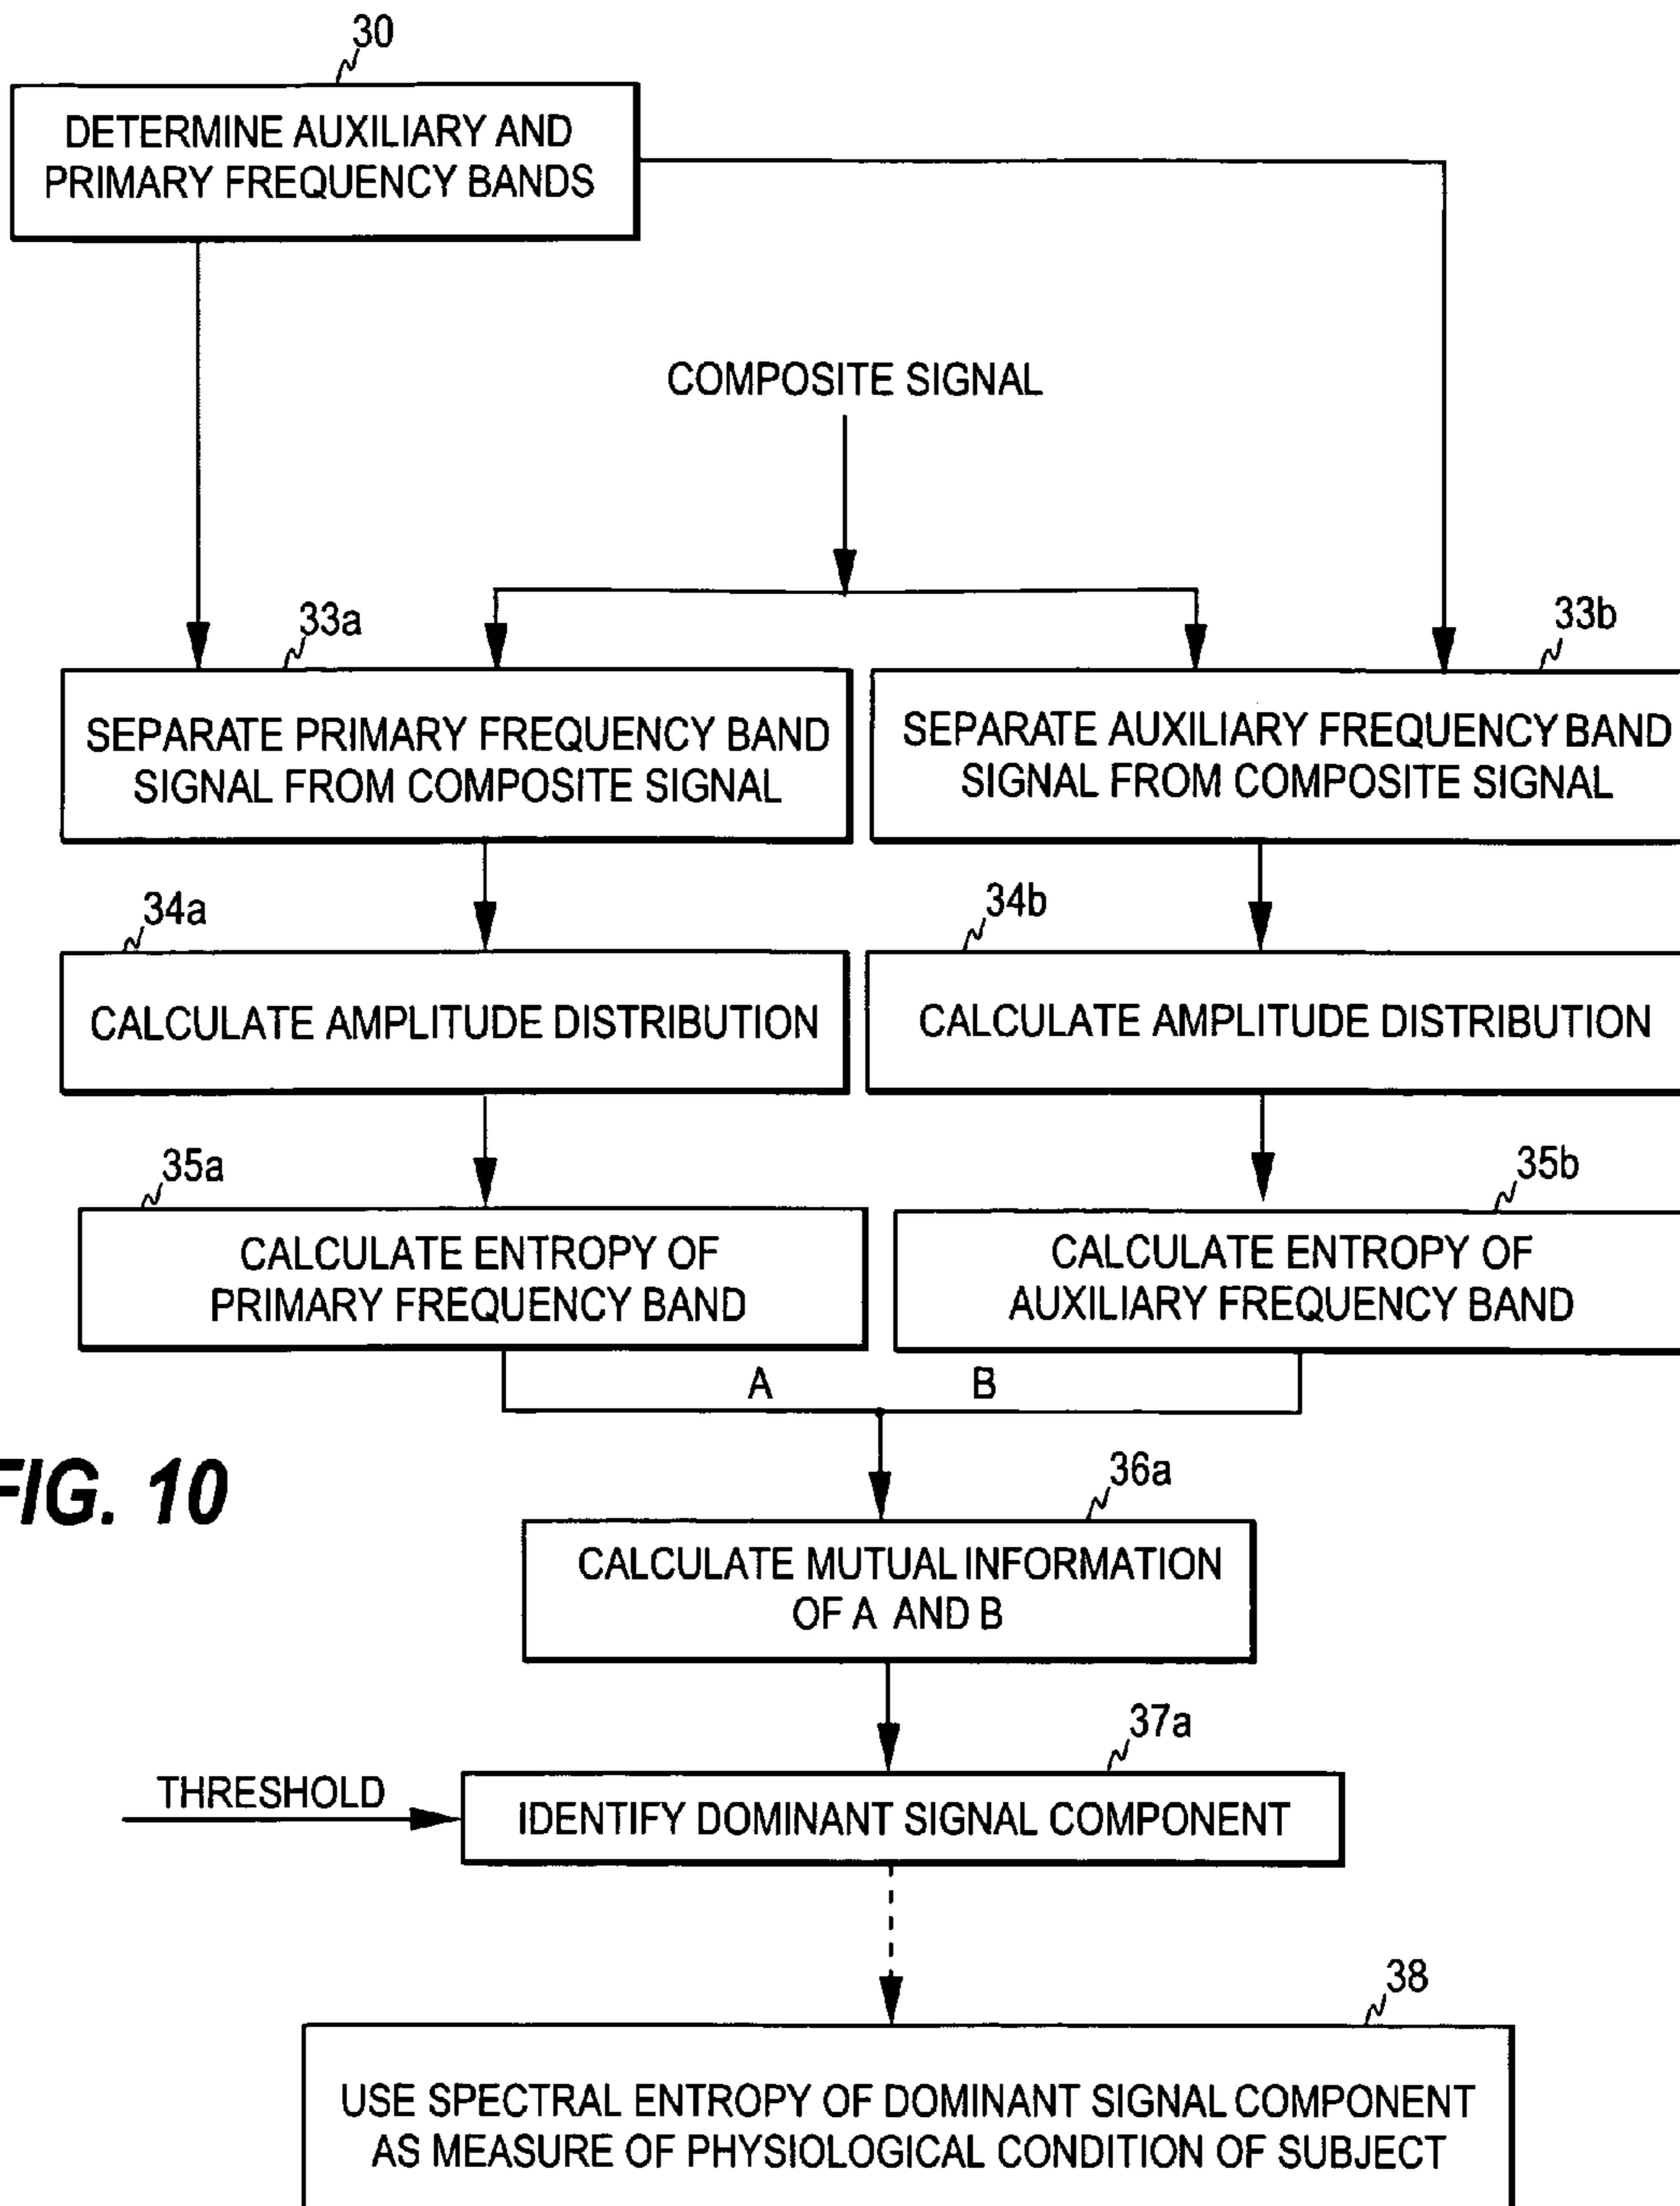 30
DETERMINE AUXILIARY AND
PRIMARY FREQUENCY BANDS
COMPOSITE SIGNAL
33a
33b
SEPARATE PRIMARY FREQUENCY BAND
SIGNAL FROM COMPOSITE SIGNAL
SEPARATE AUXILIARY FREQUENCY BAND
SIGNAL FROM COMPOSITE SIGNAL
34a
34b
CALCULATE AMPLITUDE DISTRIBUTION
CALCULATE AMPLITUDE DISTRIBUTION
35a
35b
CALCULATE ENTROPY OF
PRIMARY FREQUENCY BAND
CALCULATE ENTROPY OF
AUXILIARY FREQUENCY BAND
A
B
FIG. 10
36a
CALCULATE MUTUAL INFORMATION
OF A AND B
37a
THRESHOLD
IDENTIFY DOMINANT SIGNAL COMPONENT
38
USE SPECTRAL ENTROPY OF DOMINANT SIGNAL COMPONENT
AS MEASURE OF PHYSIOLOGICAL CONDITION OF SUBJECT